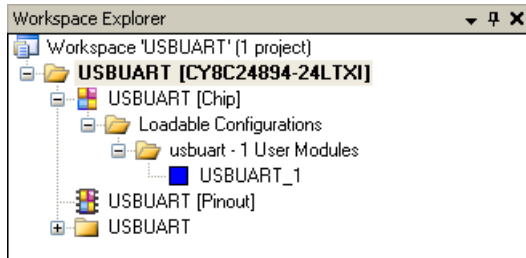 Workspace Explorer
Workspace 'USBUART' (1 project)
USBUART [CY8C24894-24LTXI]
USBUART [Chip]
Loadable Configurations
usbuart - 1 User Modules
USBUART_1
USBUART [Pinout]
USBUART